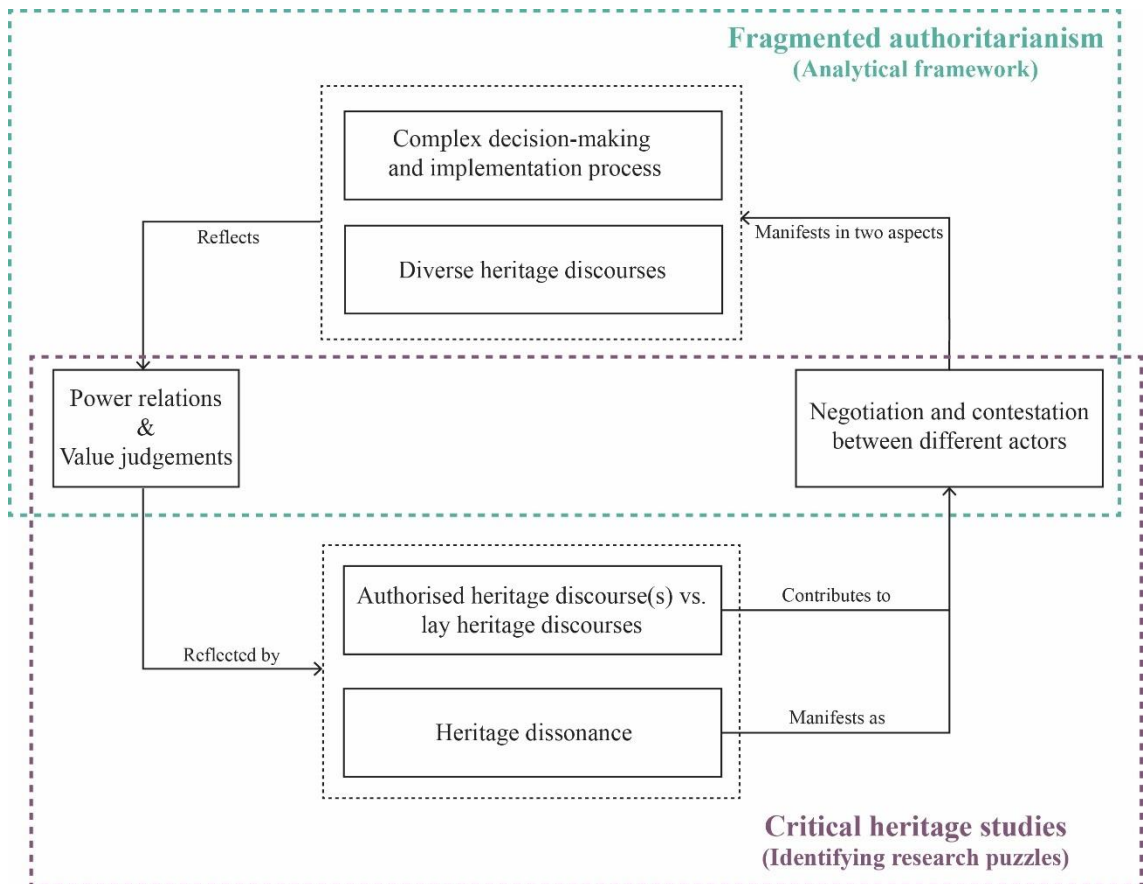 Fragmented authoritarianism
(Analytical framework)
Complex decision-making
and implementation process
Reflects
Manifests in two aspects
Diverse heritage discourses
Power relations
&
Value judgements
Negotiation and contestation
between different actors
Authorised heritage discourse(s) vs.
lay heritage discourses
Contributes to
Reflected by
Heritage dissonance
Manifests as
Critical heritage studies
(Identifying research puzzles)